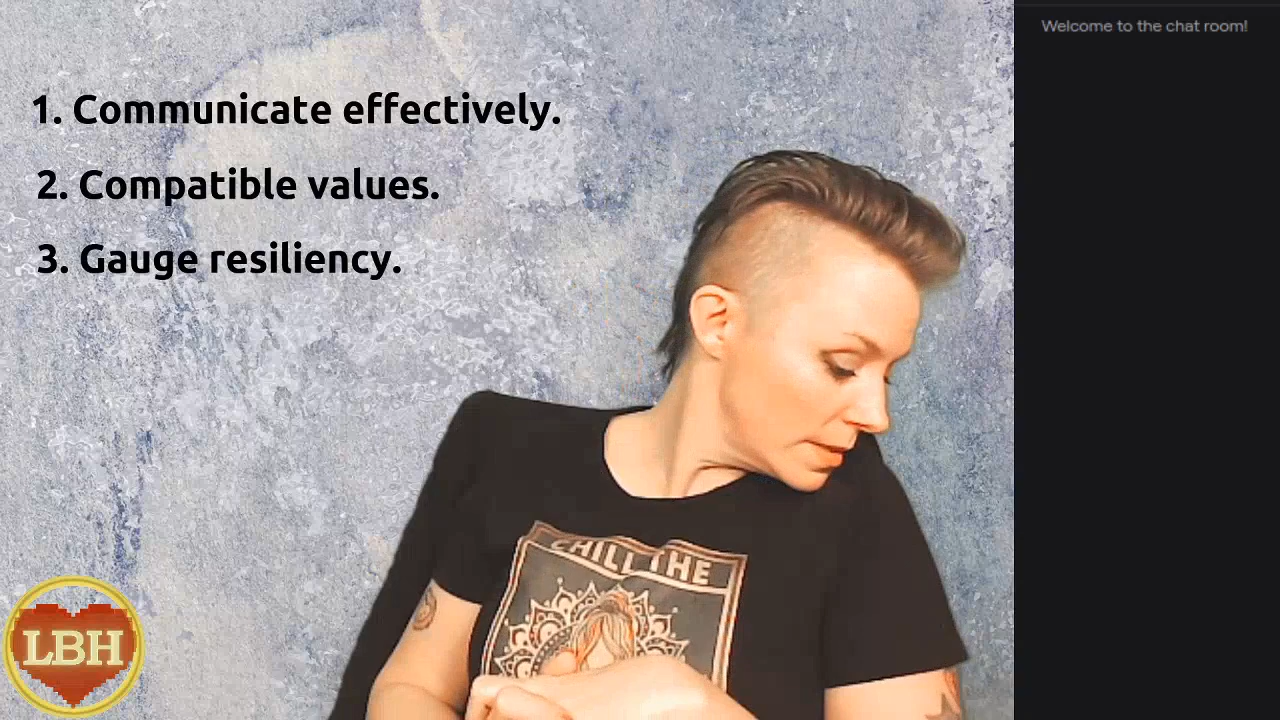 1. Communicate effectively.
2. Compatible values.
3. Gauge resiliency.
Welcome to the chat room!
CHILL THE
LBH